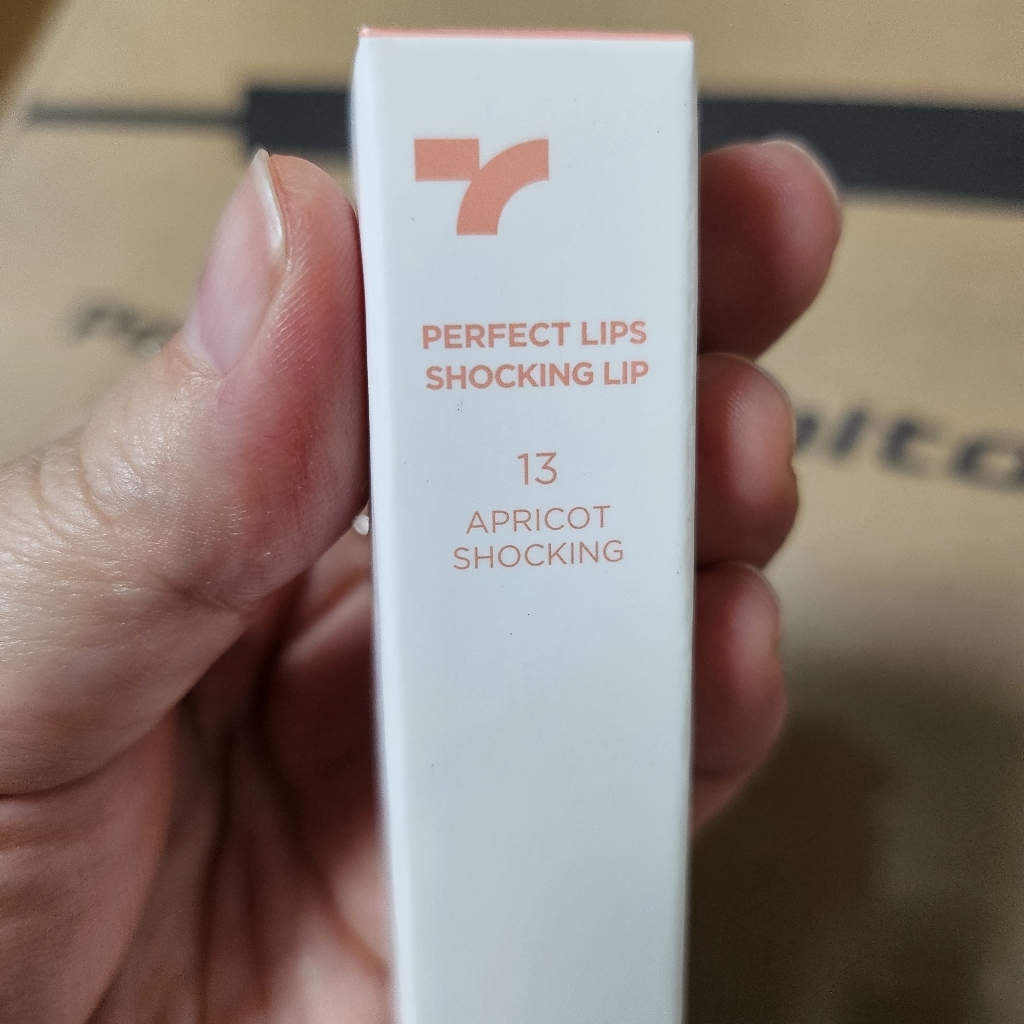 PERFECT LIPS
SHOCKING LIP
13
APRICOT
SHOCKING